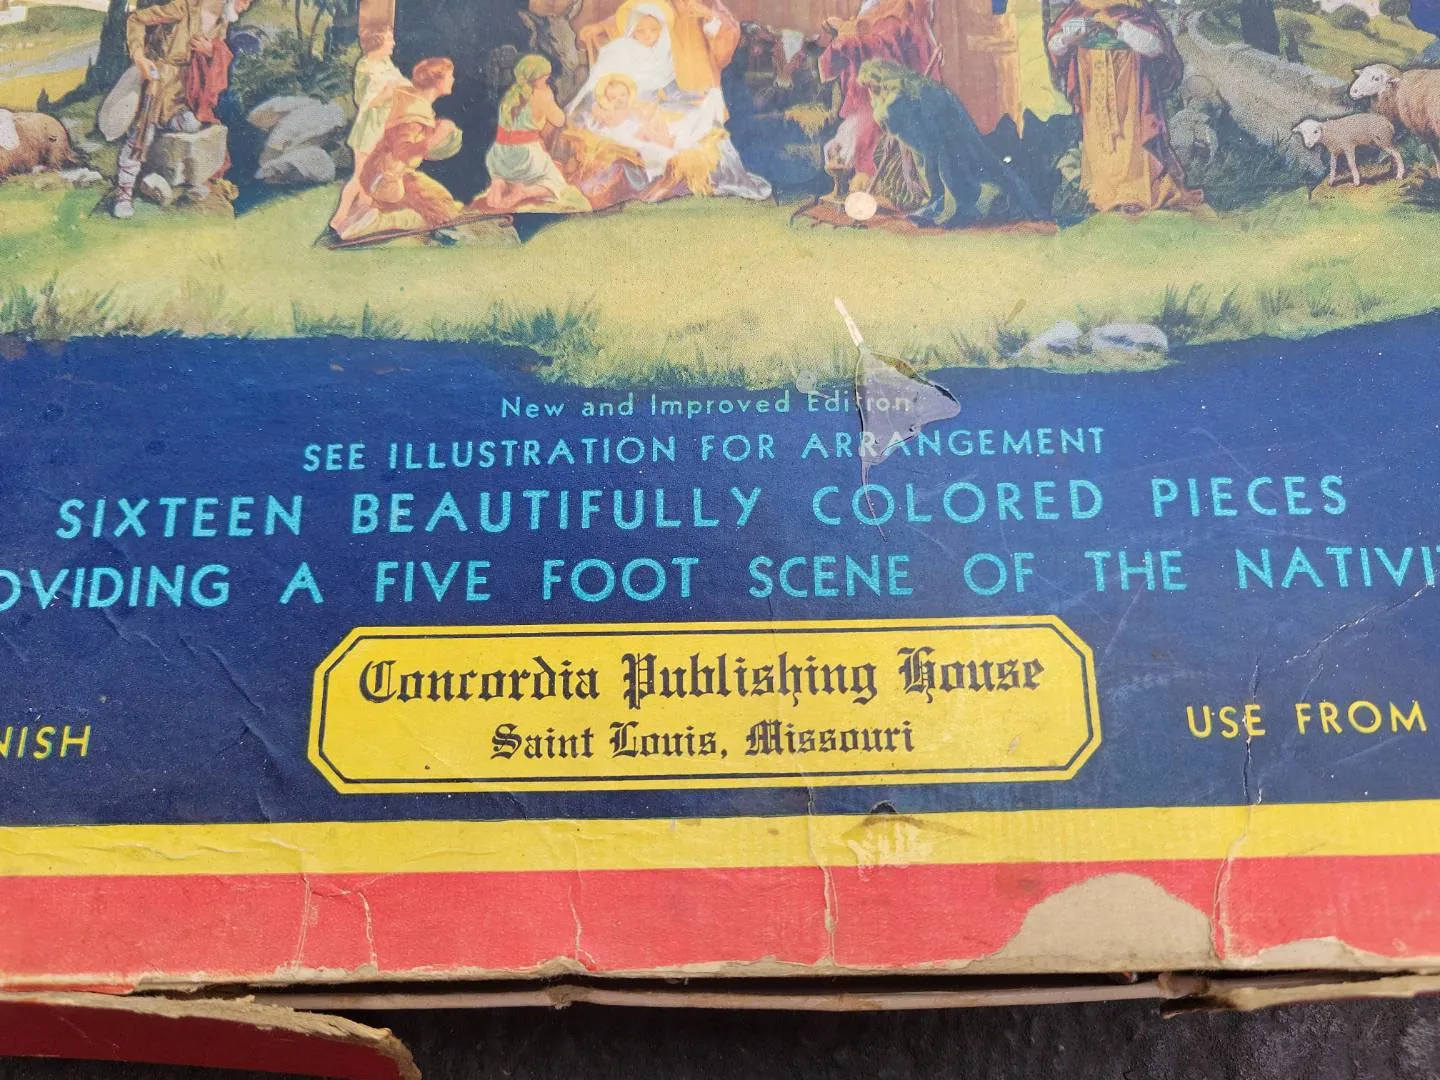 New and Improved Edition
SEE ILLUSTRATION FOR ARRANGEMENT
SIXTEEN BEAUTIFULLY COLORED PIECES
OVIDING A FIVE FOOT SCENE OF THE NATIVI
Concordia Publishing House
Saint Louis, Missouri
NISH
USE FROM